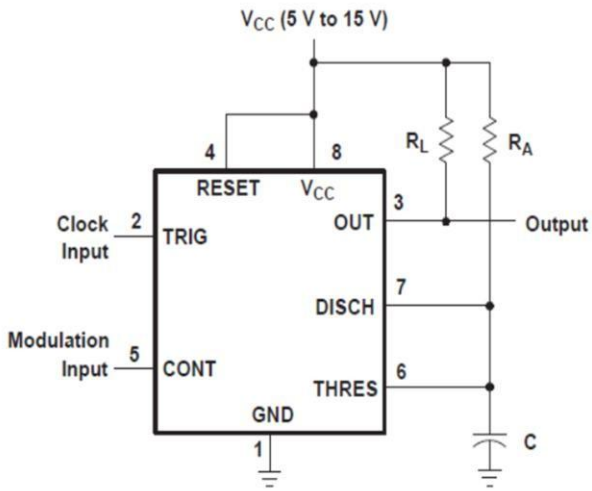 VCC (5 V to 15 V)
4
8
RL
RA
RESET
VCC
3
Clock
Input
2
TRIG
OUT
Output
7
DISCH
Modulation
Input
5
CONT
6
THRES
GND
1
C